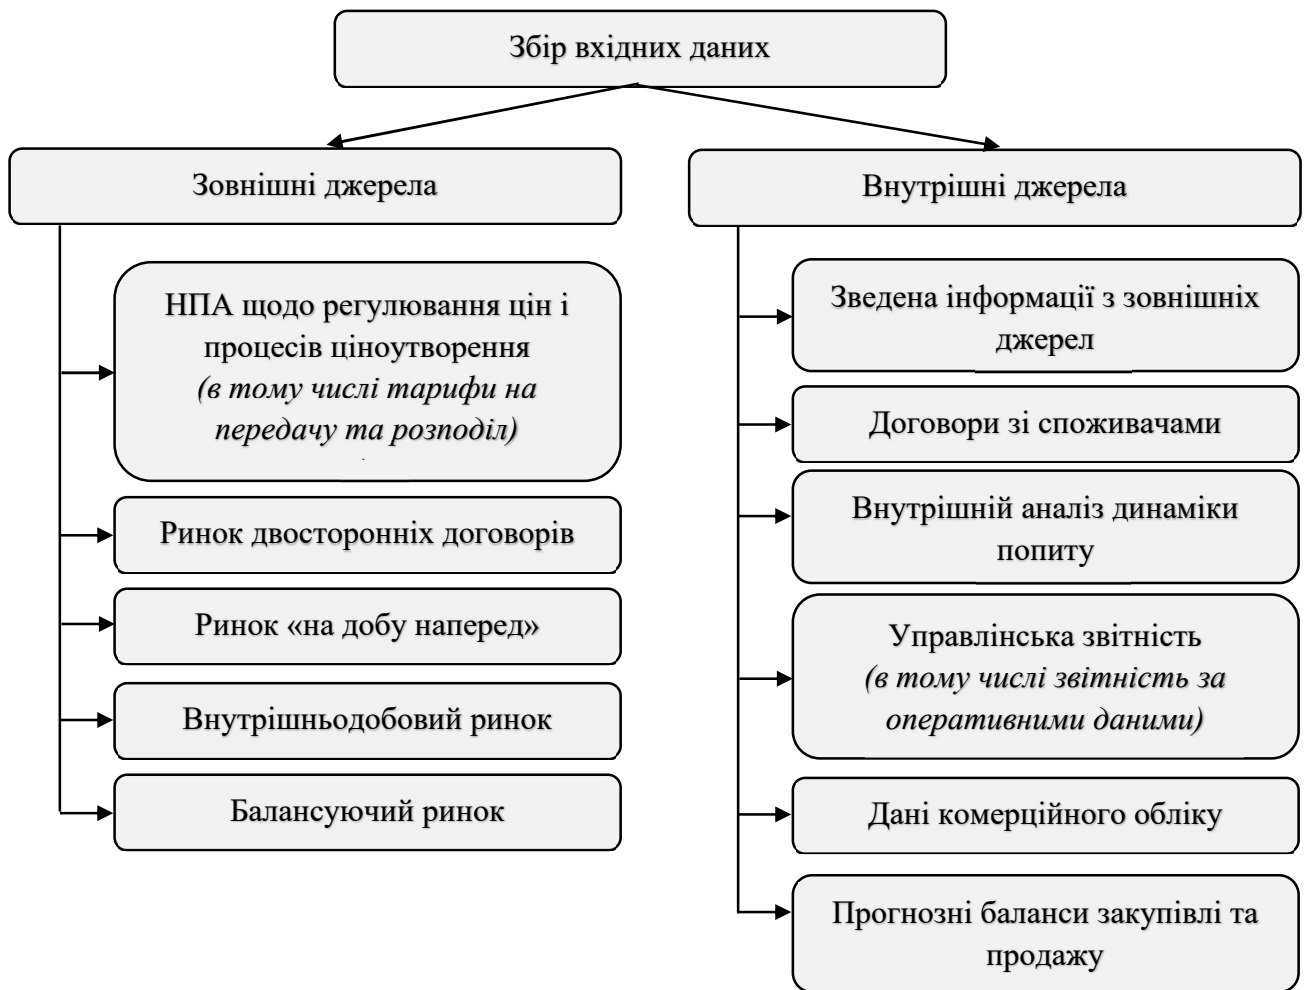 Збір вхідних даних
Зовнішні джерела
НПА щодо регулювання цін і
процесів ціноутворення
(в тому числі тарифи на
передачу та розподіл)
Ринок двосторонніх договорів
Ринок «на добу наперед»
Внутрішньодобовий ринок
Балансуючий ринок
Внутрішні джерела
Зведена інформації з зовнішніх
джерел
Договори зі споживачами
Внутрішній аналіз динаміки
попиту
Управлінська звітність
(в тому числі звітність за
оперативними даними)
Дані комерційного обліку
Прогнозні баланси закупівлі та
продажу